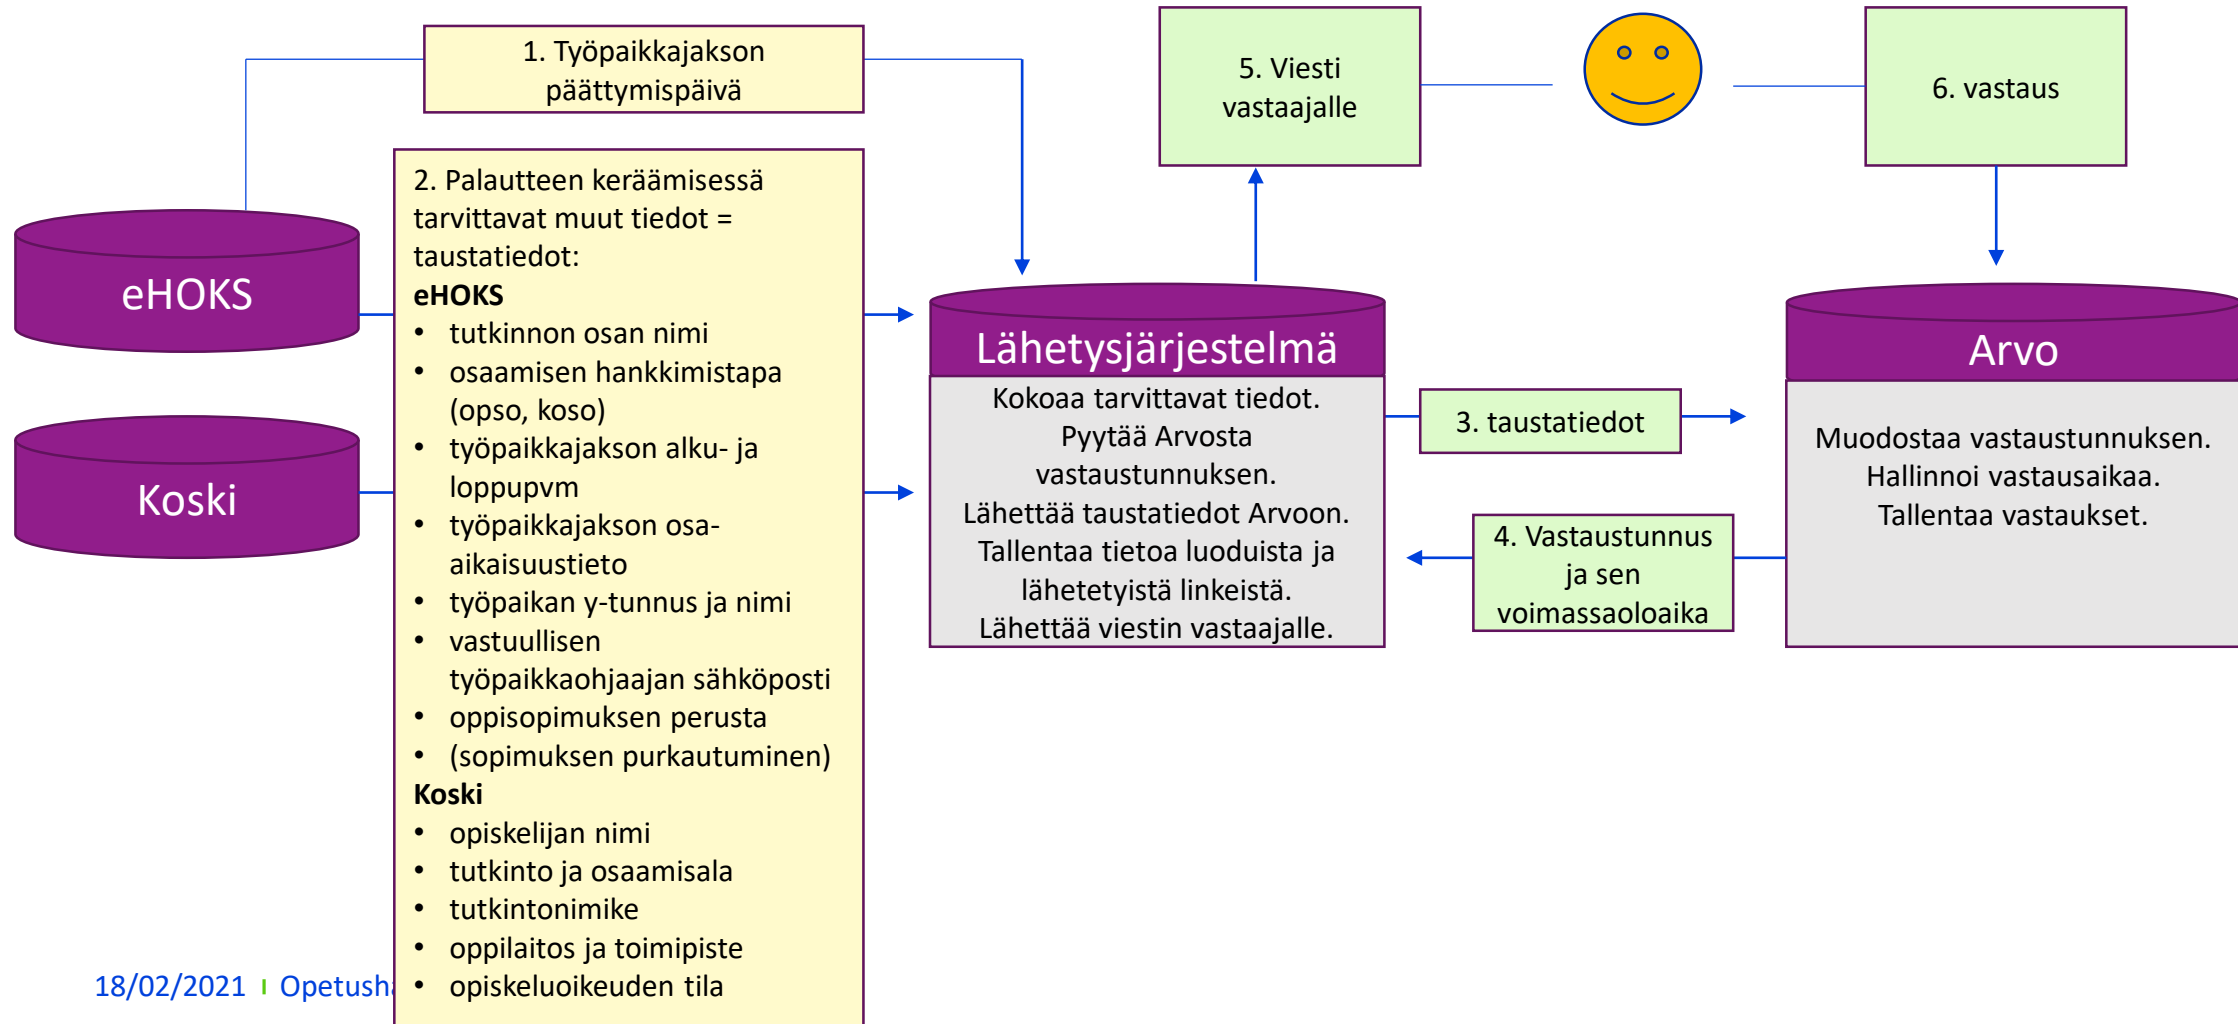 1. Työpaikkajakson
päättymispäivä
2. Palautteen keräämisessä
tarvittavat muut tiedot =
taustatiedot:
eHOKS
• tutkinnon osan nimi
• osaamisen hankkimistapa
(opso, koso)
• työpaikkajakson alku- ja
loppupvm
• työpaikkajakson osa-
aikaisuustieto
• työpaikan y-tunnus ja nimi
• vastuullisen
työpaikkaohjaajan sähköposti
• oppisopimuksen perusta
• (sopimuksen purkautuminen)
Koski
• opiskelijan nimi
• tutkinto ja osaamisala
• tutkintonimike
• oppilaitos ja toimipiste
• opiskeluoikeuden tila
eHOKS
Koski
Lähetysjärjestelmä
Kokoaa tarvittavat tiedot.
Pyytää Arvosta
vastaustunnuksen.
Lähettää taustatiedot Arvoon.
Tallentaa tietoa luoduista ja
lähetetyistä linkeistä.
Lähettää viestin vastaajalle.
3. taustatiedot
4. Vastaustunnus
ja sen
voimassaoloaika
5. Viesti
vastaajalle
6. vastaus
Arvo
Muodostaa vastaustunnuksen.
Hallinnoi vastausaikaa.
Tallentaa vastaukset.
18/02/2021